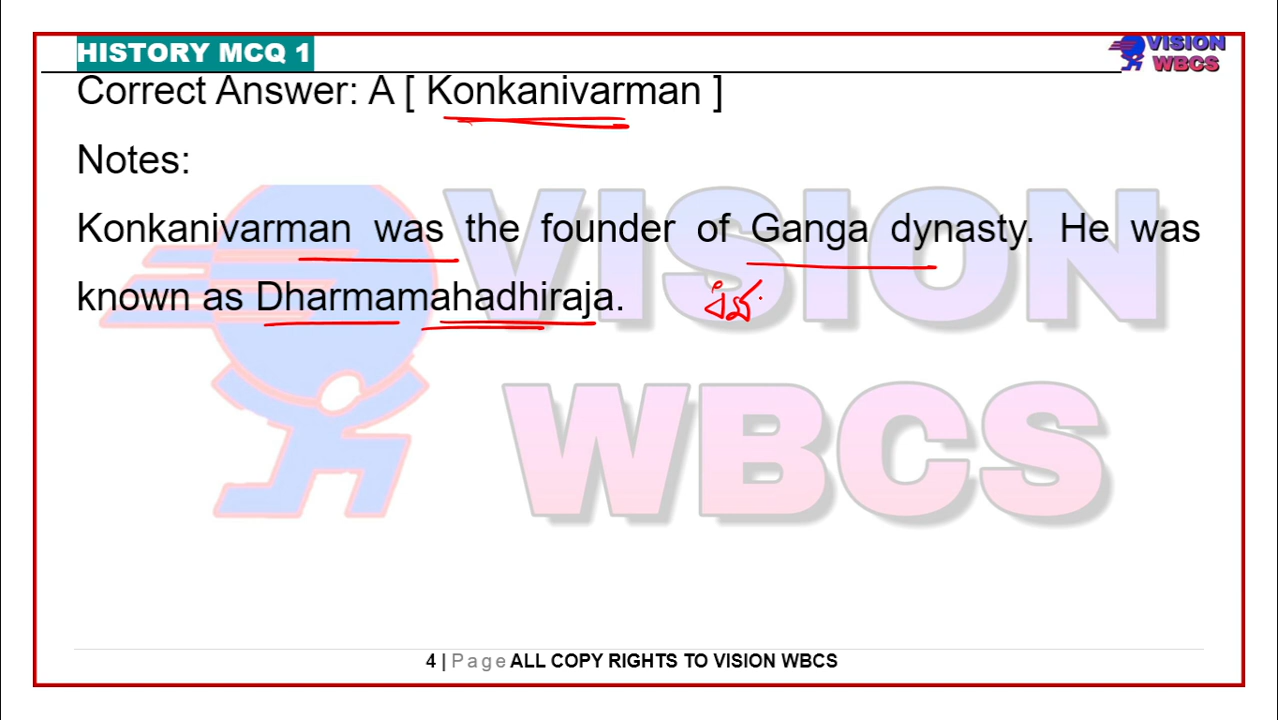 HISTORY MCQ 1
VISION
WBCS
Correct Answer: A [ Konkanivarman ]
Notes:
Konkanivarman was the founder of Ganga dynasty. He was
known as Dharmamahadhiraja.
VISION
WBCS
4 | Page ALL COPY RIGHTS TO VISION WBCS